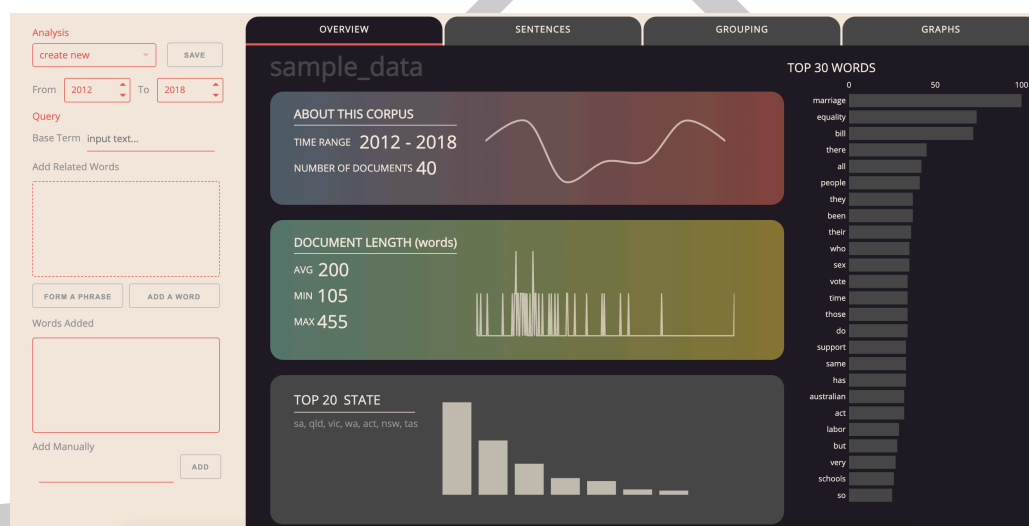 Analysis
create new
SAVE
From 2012 To 2018
Query
Base Term input text...
Add Related Words
FORM A PHRASE
ADD A WORD
Words Added
Add Manually
ADD
OVERVIEW
SENTENCES
GROUPING
GRAPHS
sample_data
ABOUT THIS CORPUS
TIME RANGE 2012 - 2018
NUMBER OF DOCUMENTS 40
DOCUMENT LENGTH (words)
AVG 200
MIN 105
MAX 455
TOP 20 STATE
sa, qld, vic, wa, act, nsw, tas
TOP 30 WORDS
0 50 100
marriage
equality
bill
there
all
people
they
been
their
who
sex
vote
time
those
do
support
same
has
australian
act
labor
but
very
schools
so